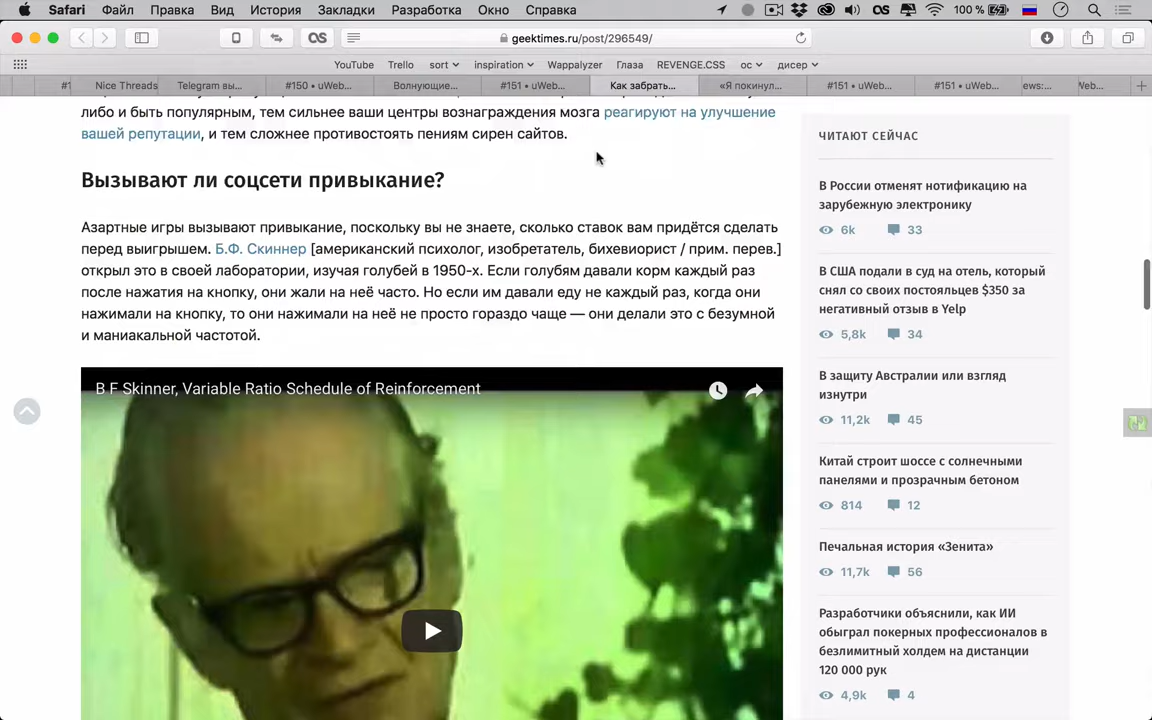 Safari Файл Правка Вид История Закладки Разработка Окно Справка 100 %
geektimes.ru/post/296549/
YouTube Trello sort inspiration Wappalyzer Глаза REVENGE.CSS ос дисер
#1 Nice Threads Telegram вы... #150 • uWeb... Волнующие... #151 • uWeb... Как забрать... «Я покинул... #151 • uWeb... #151 • uWeb... ews:... Web...
либо и быть популярным, тем сильнее ваши центры вознаграждения мозга реагируют на улучшение
вашей репутации, и тем сложнее противостоять пениям сирен сайтов.
Вызывают ли соцсети привыкание?
Азартные игры вызывают привыкание, поскольку вы не знаете, сколько ставок вам придётся сделать
перед выигрышем. Б.Ф. Скиннер [американский психолог, изобретатель, бихевиорист / прим. перев.]
открыл это в своей лаборатории, изучая голубей в 1950-х. Если голубям давали корм каждый раз
после нажатия на кнопку, они жали на неё часто. Но если им давали еду не каждый раз, когда они
нажимали на кнопку, то они нажимали на неё не просто гораздо чаще — они делали это с безумной
и маниакальной частотой.
B F Skinner, Variable Ratio Schedule of Reinforcement
ЧИТАЮТ СЕЙЧАС
В России отменят нотификацию на
зарубежную электронику
6k 33
В США подали в суд на отель, который
снял со своих постояльцев $350 за
негативный отзыв в Yelp
5,8k 34
В защиту Австралии или взгляд
изнутри
11,2k 45
Китай строит шоссе с солнечными
панелями и прозрачным бетоном
814 12
Печальная история «Зенита»
11,7k 56
Разработчики объяснили, как ИИ
обыграл покерных профессионалов в
безлимитный холдем на дистанции
120 000 рук
4,9k 4